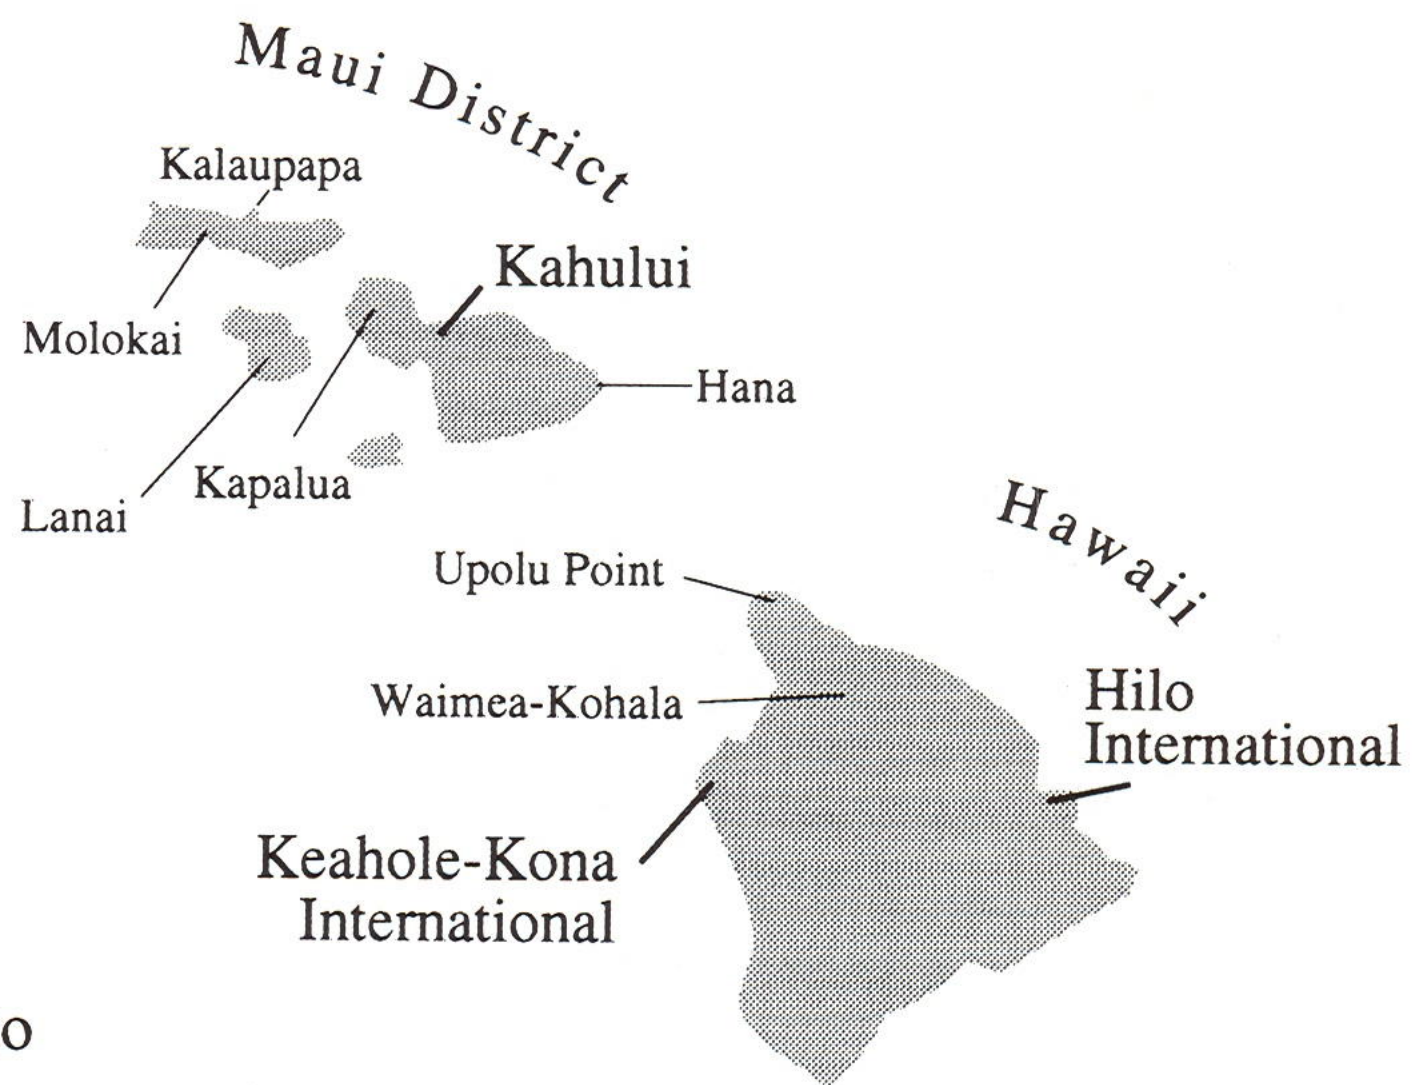 Maui District
Kalaupapa
Kahului
Molokai
Hana
Kapalua
Lanai
Hawaii
Upolu Point
Waimea-Kohala
Hilo
International
Keahole-Kona
International
o